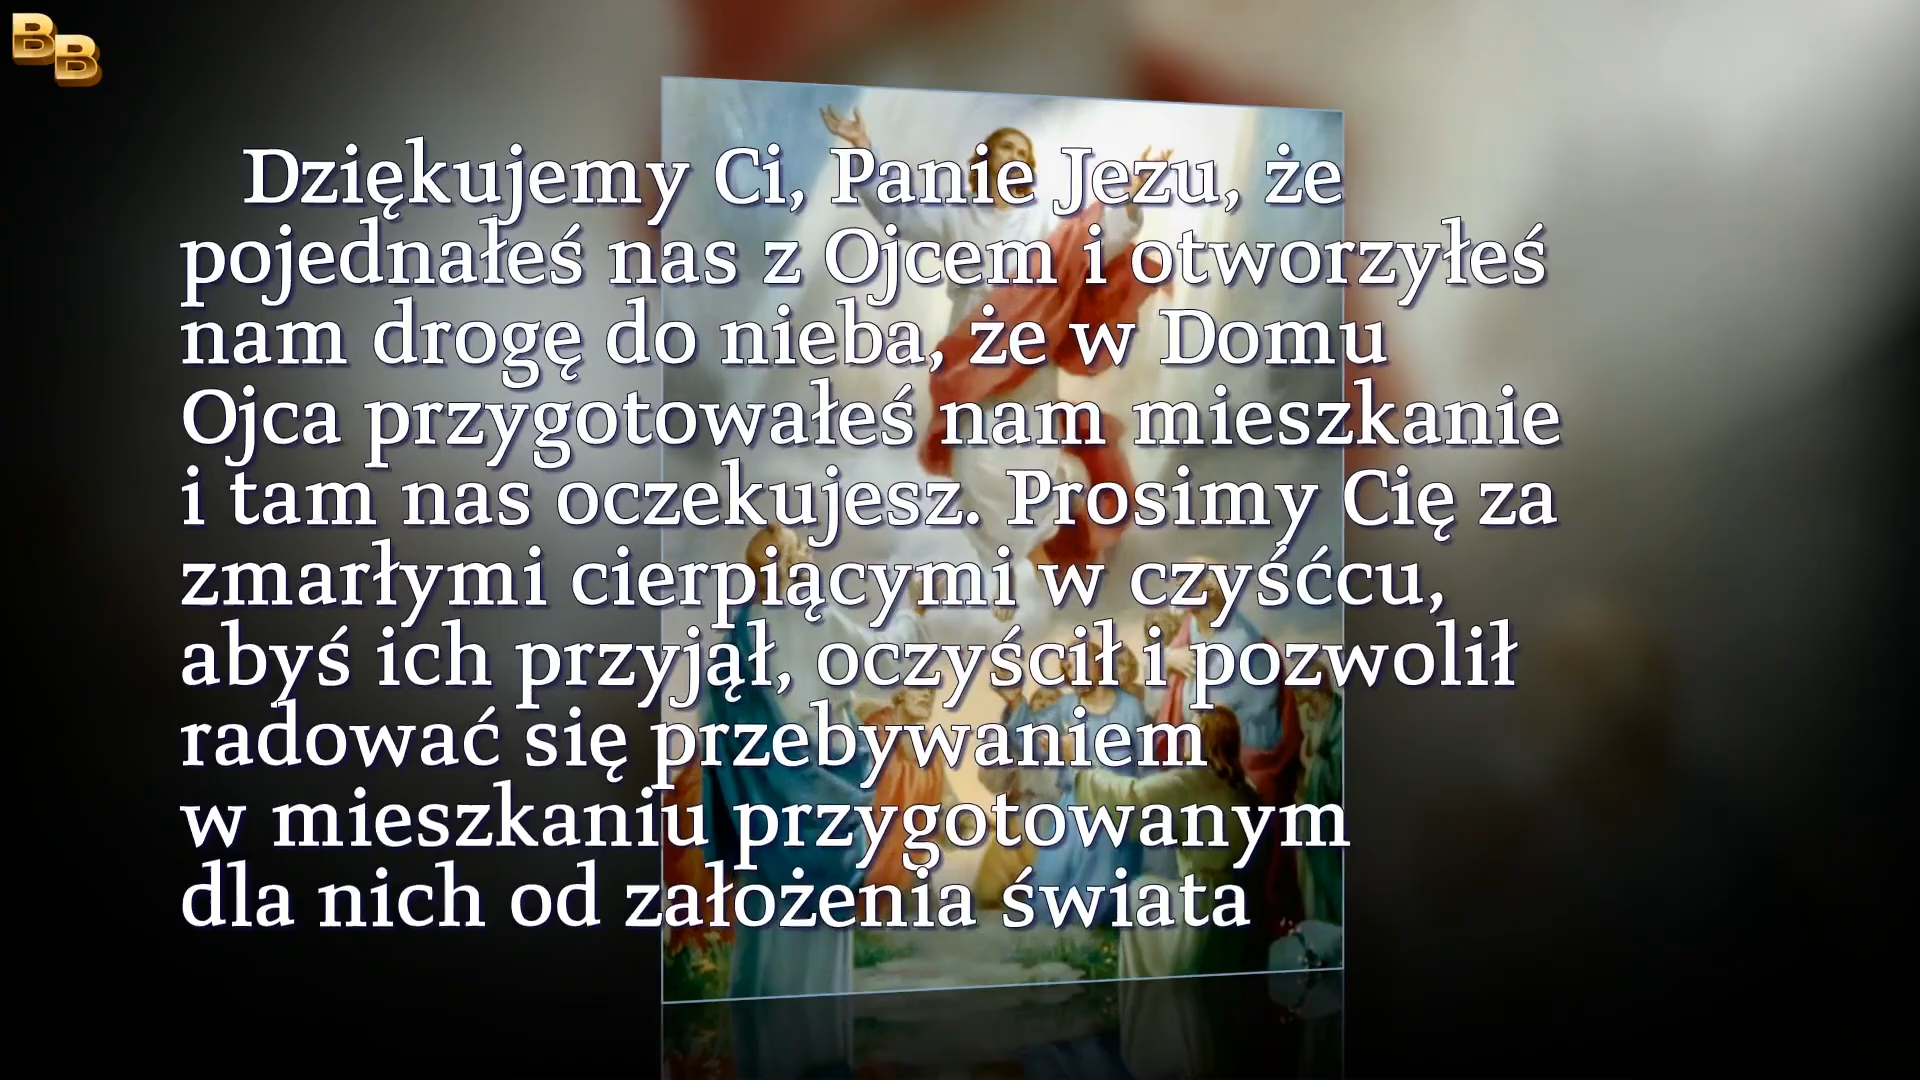 BB
Dziękujemy Ci, Panie Jezu, że
pojednałeś nas z Ojcem i otworzyłeś
nam drogę do nieba, że w Domu
Ojca przygotowałeś nam mieszkanie
i tam nas oczekujesz. Prosimy Cię za
zmarłymi cierpiącymi w czyśćcu,
abyś ich przyjął, oczyścił i pozwolił
radować się przebywaniem
w mieszkaniu przygotowanym
dla nich od założenia świata